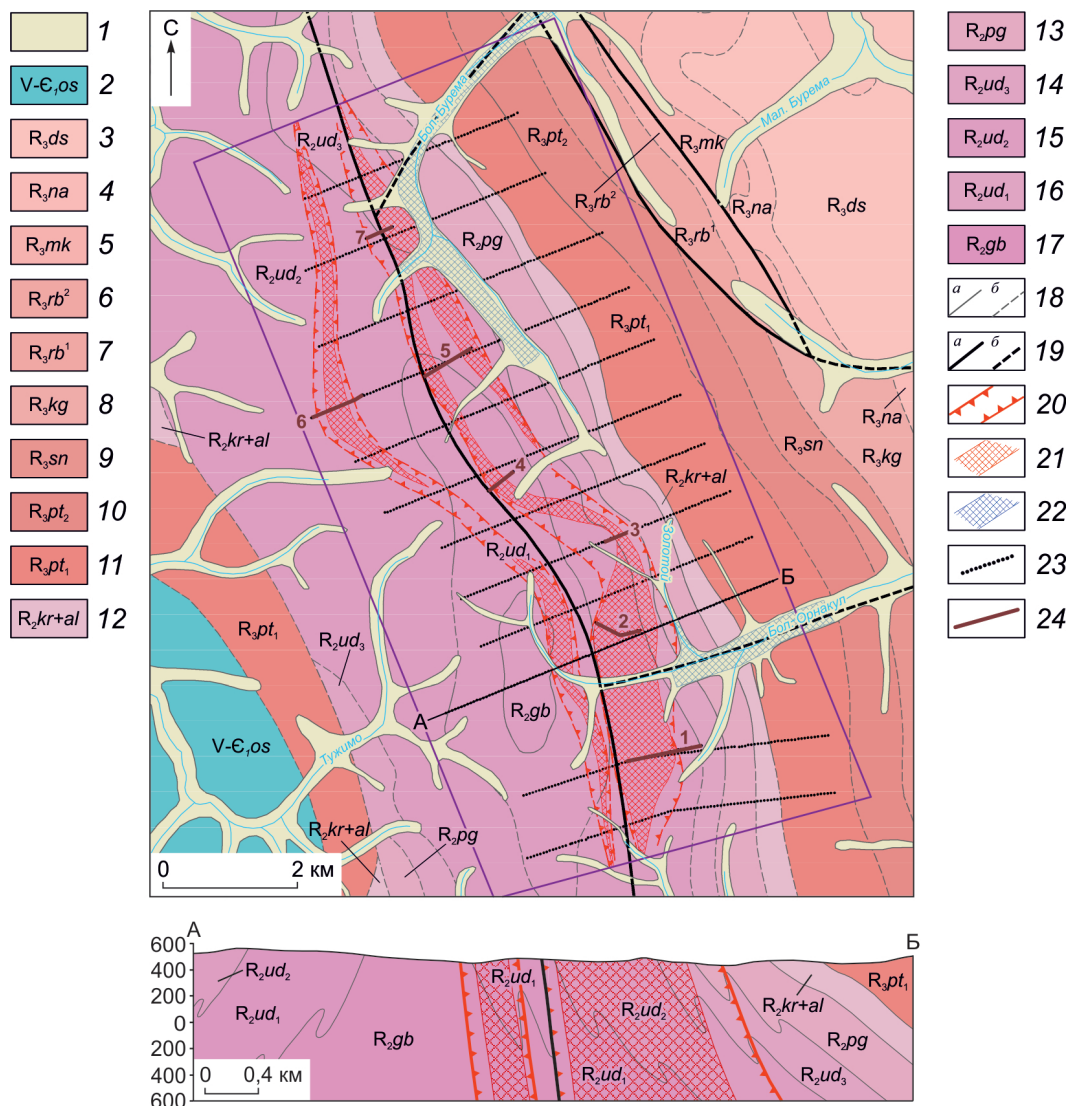 1
V-Є₁os 2
R₃ds 3
R₃na 4
R₃mk 5
R₃rb² 6
R₃rb¹ 7
R₃kg 8
R₃sn 9
R₃pt₂ 10
R₃pt₁ 11
R₂kr+al 12
С
Бол. Бурема
Мал. Бурема
R₂ud₃
R₃pt₂
R₃mk
R₃rb²
R₃na
R₃ds
R₃rb¹
7
R₂pg
R₂ud₂
R₃pt₁
5
6
R₂kr+al
R₃na
R₃sn
R₃kg
4
R₂kr+al
3
Золотой
R₂ud₁
Б
2
Бол. Орнакул
R₃pt₁
R₂ud₃
А
R₂gb
V-Є₁os
Тужимо
1
R₂kr+al
R₂pg
0 2 км
R₂pg 13
R₂ud₃ 14
R₂ud₂ 15
R₂ud₁ 16
R₂gb 17
а б 18
а б 19
20
21
22
23
24
А Б
600
400
200
0
200
400
600
R₂ud₂
R₂ud₁
R₂gb
R₂ud₁
R₂ud₂
R₂ud₁
R₂kr+al
R₃pt₁
R₂pg
R₂ud₃
0 0,4 км